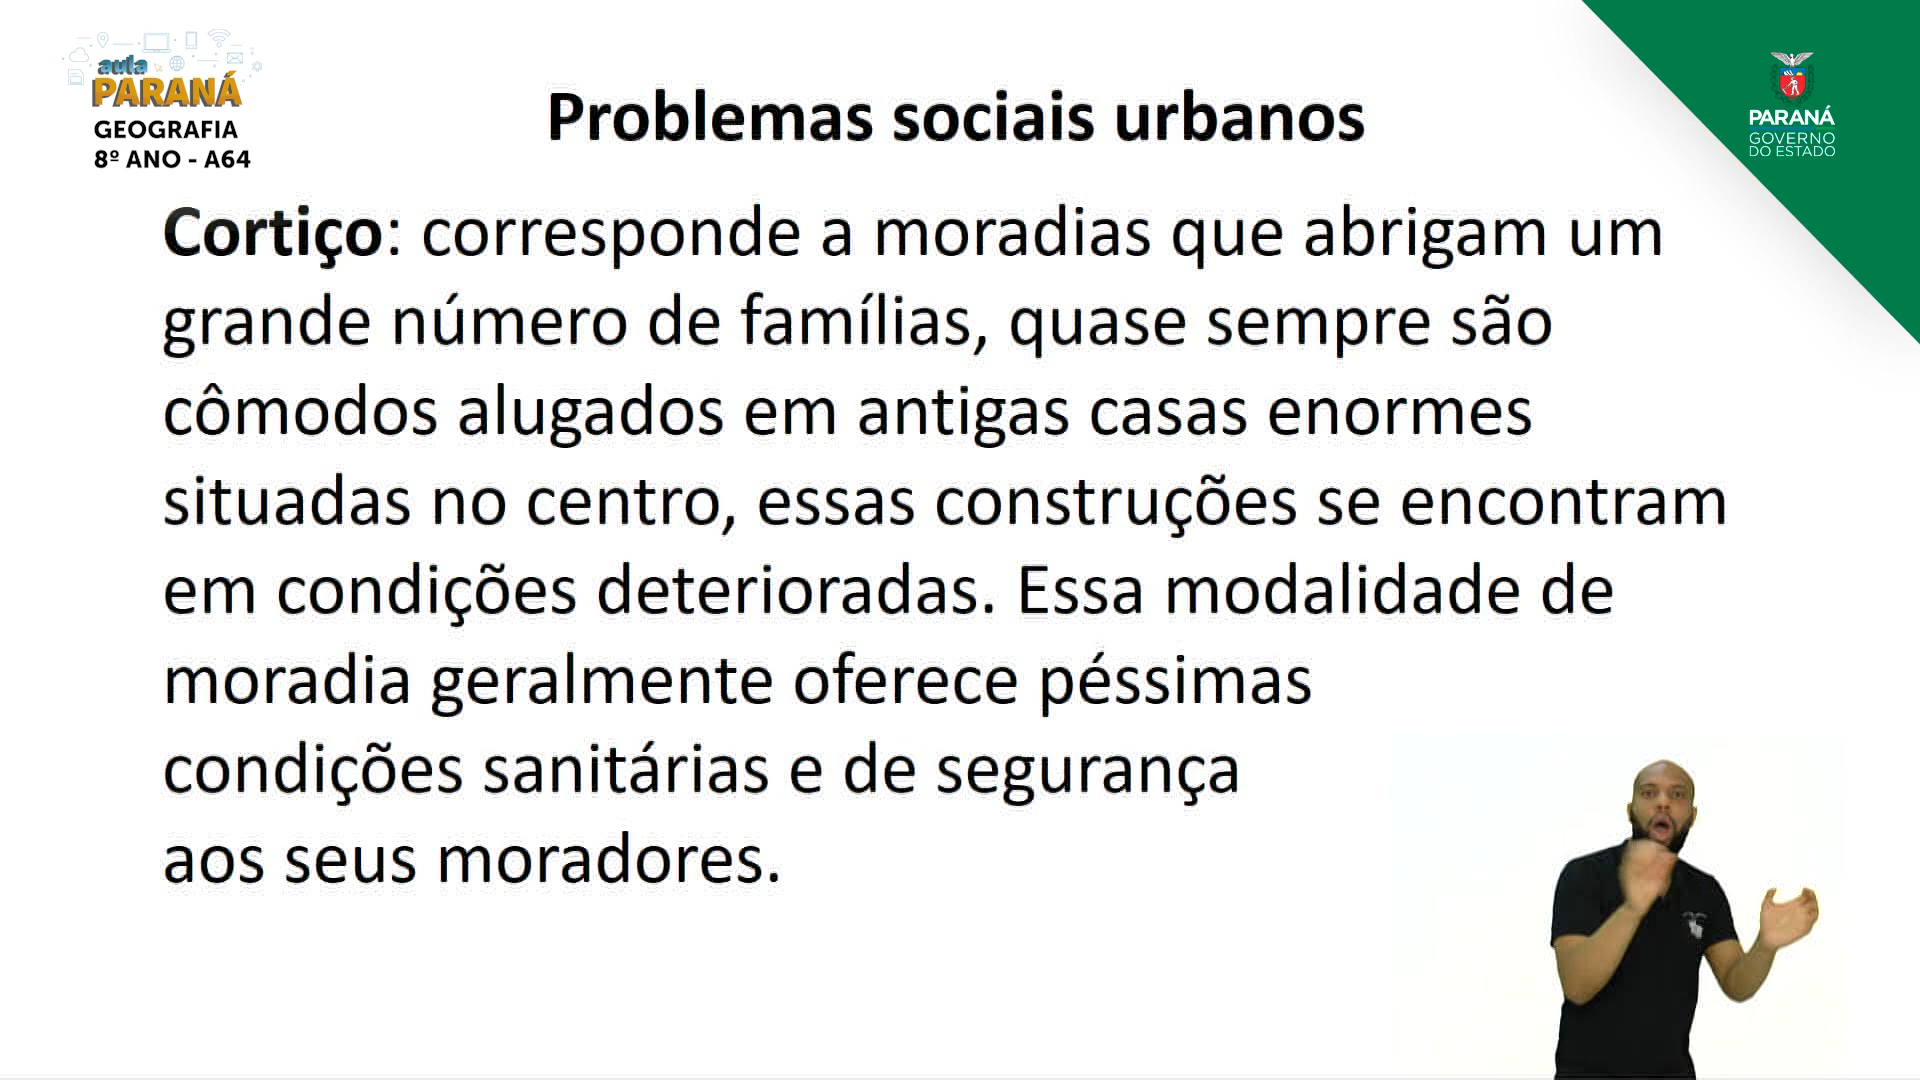 aula
PARANÁ
GEOGRAFIA
8º ANO - A64
PARANÁ
GOVERNO
DO ESTADO
Problemas sociais urbanos
Cortiço: corresponde a moradias que abrigam um
grande número de famílias, quase sempre são
cômodos alugados em antigas casas enormes
situadas no centro, essas construções se encontram
em condições deterioradas. Essa modalidade de
moradia geralmente oferece péssimas
condições sanitárias e de segurança
aos seus moradores.